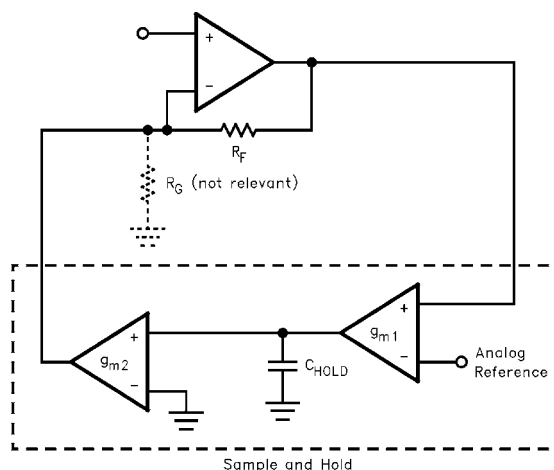 +
−
R_F
R_G (not relevant)
g_m2
+
−
C_HOLD
g_m1
+
−
Analog
Reference
Sample and Hold